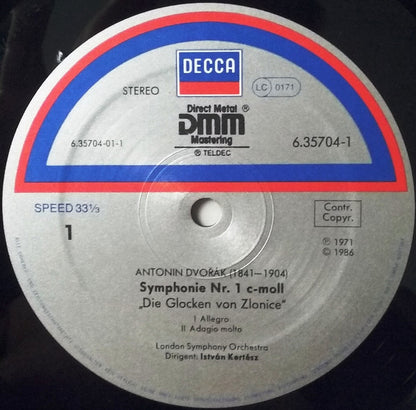 DECCA
STEREO
LC 0171
Direct Metal ®
DMM
Mastering
℗ TELDEC
6.35704-01-1
6.35704-1
SPEED 33⅓
1
Contr.
Copyr.
℗ 1971
© 1986
ANTONIN DVOŘÁK (1841–1904)
Symphonie Nr. 1 c-moll
„Die Glocken von Zlonice“
I Allegro
II Adagio molto
London Symphony Orchestra
Dirigent: István Kertész